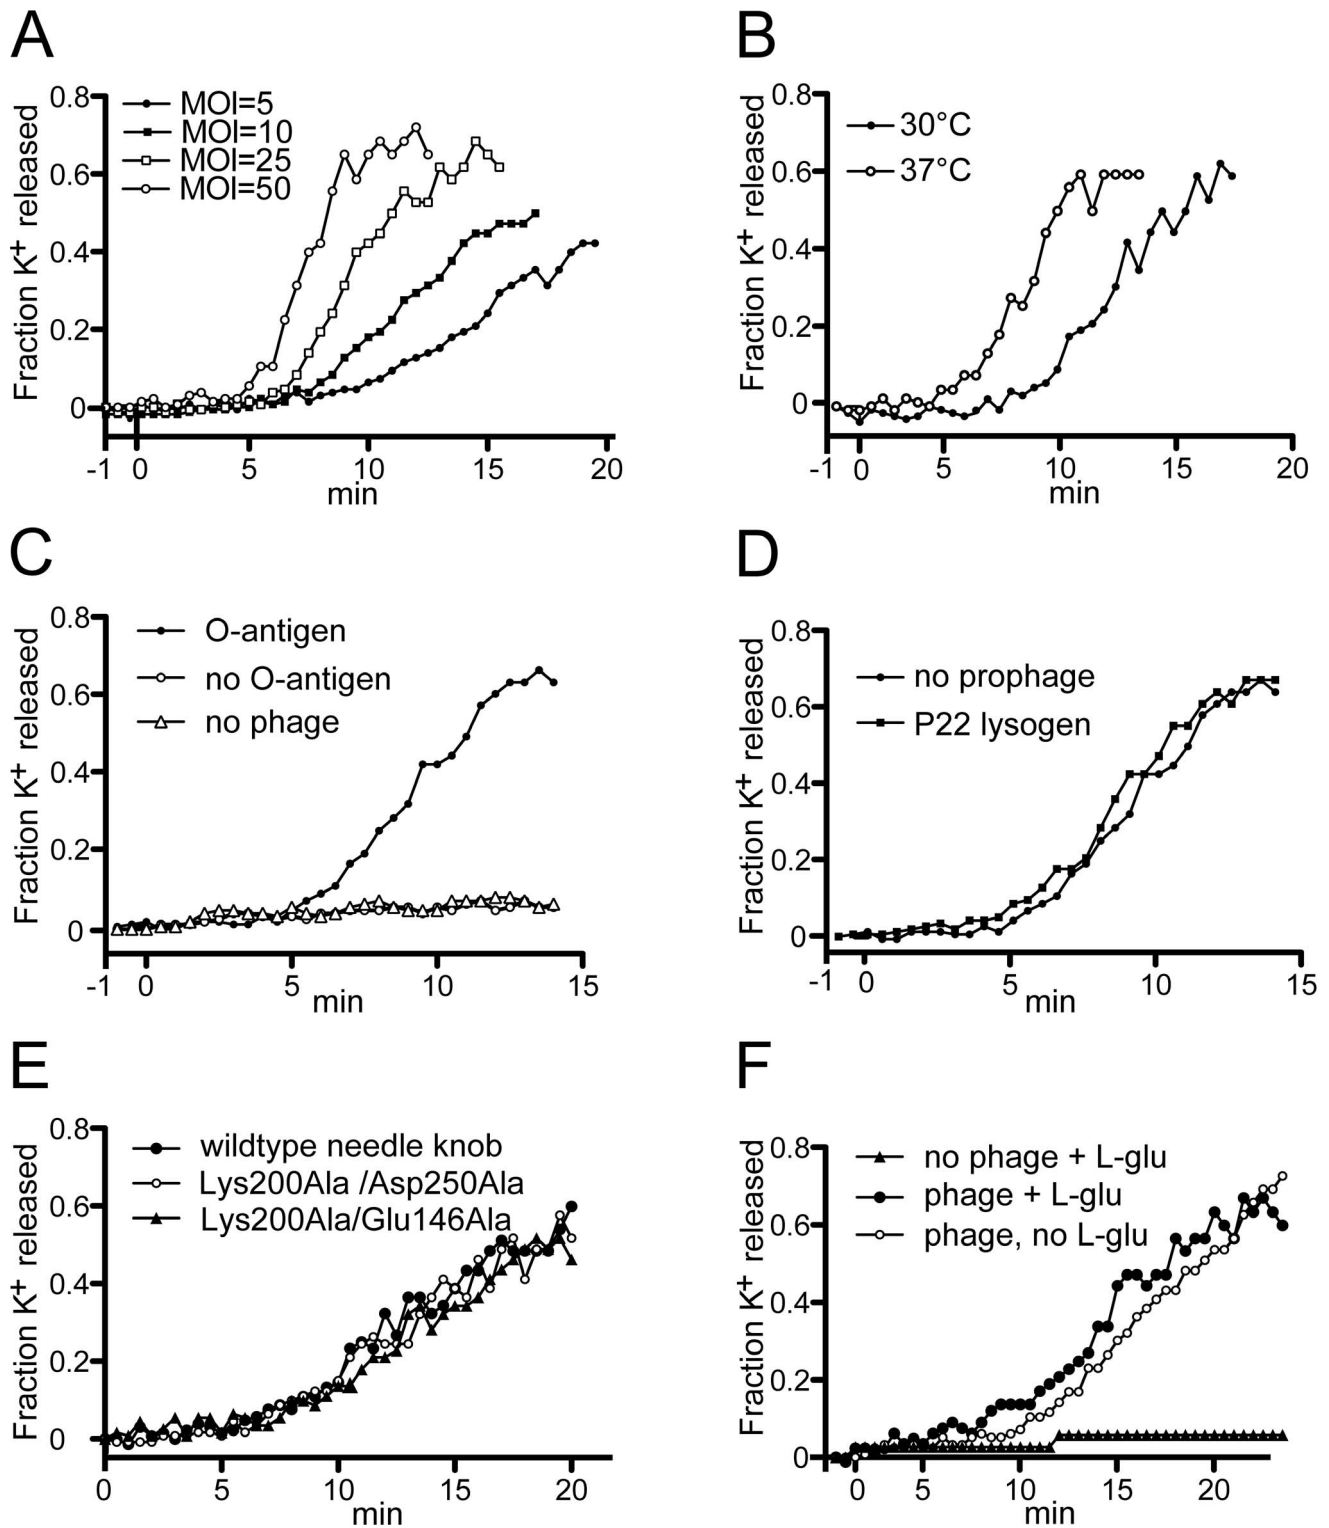 A
Fraction K+ released
0.8
0.6
0.4
0.2
0
MOI=5
MOI=10
MOI=25
MOI=50
-1 0 5 10 15 20
min
B
Fraction K+ released
0.8
0.6
0.4
0.2
0
30°C
37°C
-1 0 5 10 15 20
min
C
Fraction K+ released
0.8
0.6
0.4
0.2
0
O-antigen
no O-antigen
no phage
-1 0 5 10 15
min
D
Fraction K+ released
0.8
0.6
0.4
0.2
0
no prophage
P22 lysogen
-1 0 5 10 15
min
E
Fraction K+ released
0.8
0.6
0.4
0.2
0
wildtype needle knob
Lys200Ala /Asp250Ala
Lys200Ala/Glu146Ala
0 5 10 15 20
min
F
Fraction K+ released
0.8
0.6
0.4
0.2
0
no phage + L-glu
phage + L-glu
phage, no L-glu
0 5 10 15 20
min